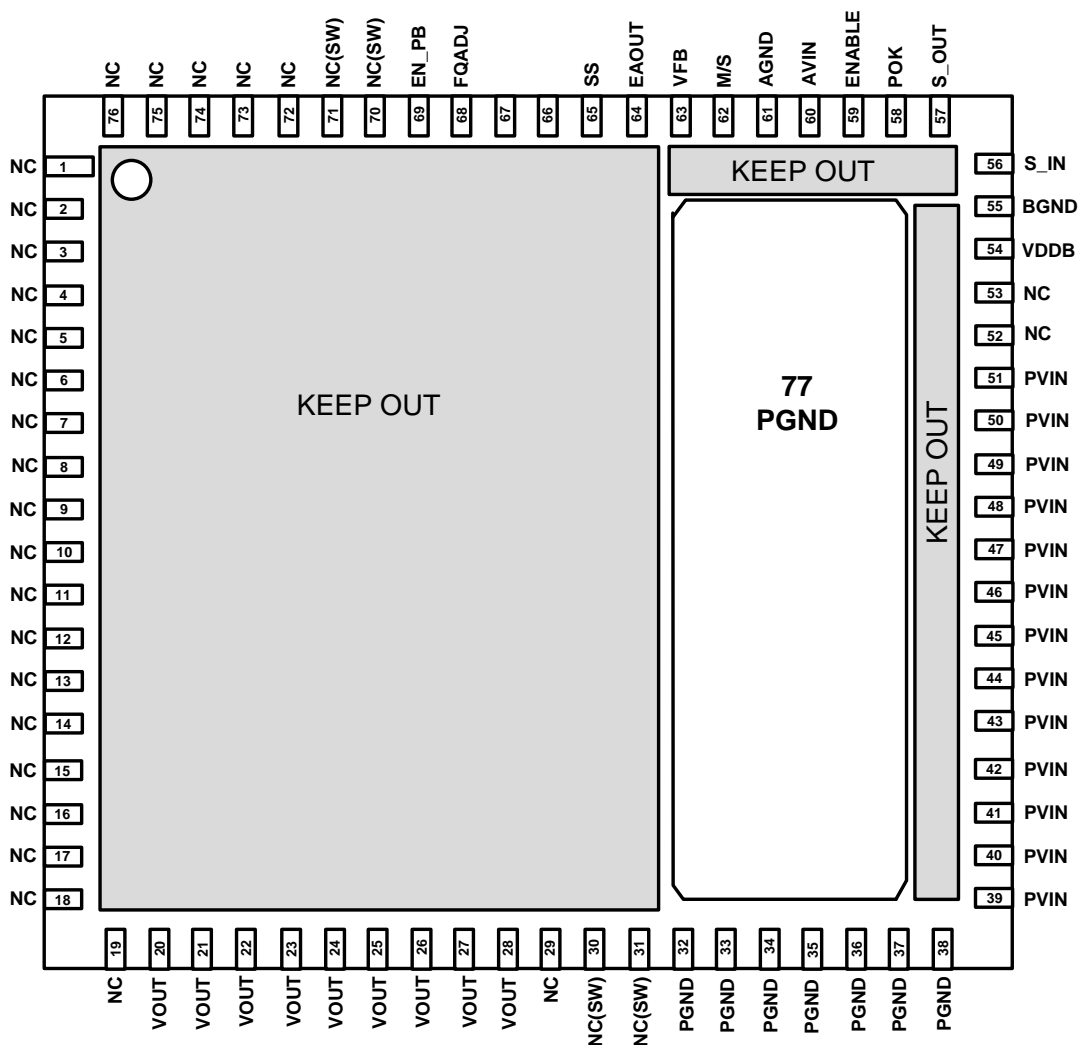 NC
NC
NC
NC
NC
NC(SW)
NC(SW)
EN_PB
FQADJ
SS
EAOUT
VFB
M/S
AGND
AVIN
ENABLE
POK
S_OUT
76
75
74
73
72
71
70
69
68
67
66
65
64
63
62
61
60
59
58
57
NC 1
NC 2
NC 3
NC 4
NC 5
NC 6
NC 7
NC 8
NC 9
NC 10
NC 11
NC 12
NC 13
NC 14
NC 15
NC 16
NC 17
NC 18
KEEP OUT
KEEP OUT
77
PGND
KEEP OUT
56 S_IN
55 BGND
54 VDDB
53 NC
52 NC
51 PVIN
50 PVIN
49 PVIN
48 PVIN
47 PVIN
46 PVIN
45 PVIN
44 PVIN
43 PVIN
42 PVIN
41 PVIN
40 PVIN
39 PVIN
19
20
21
22
23
24
25
26
27
28
29
30
31
32
33
34
35
36
37
38
NC
VOUT
VOUT
VOUT
VOUT
VOUT
VOUT
VOUT
VOUT
VOUT
NC
NC(SW)
NC(SW)
PGND
PGND
PGND
PGND
PGND
PGND
PGND